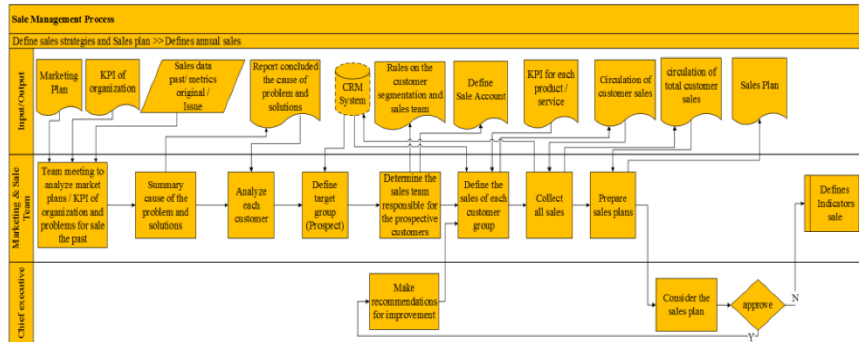 Sale Management Process
Define sales strategies and Sales plan >> Defines annual sales
Input/Output
Marketing
Plan
KPI of
organization
Sales data
past/ metrics
original /
Issue
Report concluded
the cause of
problem and
solutions
CRM
System
Rules on the
customer
segmentation and
sales team
Define
Sale Account
KPI for each
product /
service
Circulation of
customer sales
circulation of
total customer
sales
Sales Plan
Marketing & Sale
Team
Team meeting to
analyze market
plans / KPI of
organization and
problems for sale
the past
Summary
cause of the
problem and
solutions
Analyze
each
customer
Define
target
group
(Prospect)
Determine the
sales team
responsible for
the prospective
customers
Define the
sales of each
customer
group
Collect
all sales
Prepare
sales plans
Defines
Indicators
sale
Chief executive
Make
recommendations
for improvement
Consider the
sales plan
approve
N
Y